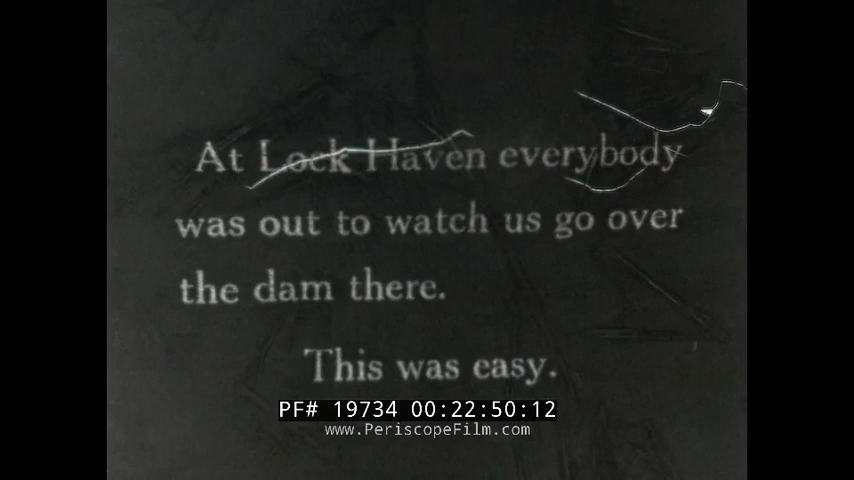 At Lock Haven everybody
was out to watch us go over
the dam there.
This was easy.
PF# 19734 00:22:50:12
www.PeriscopeFilm.com